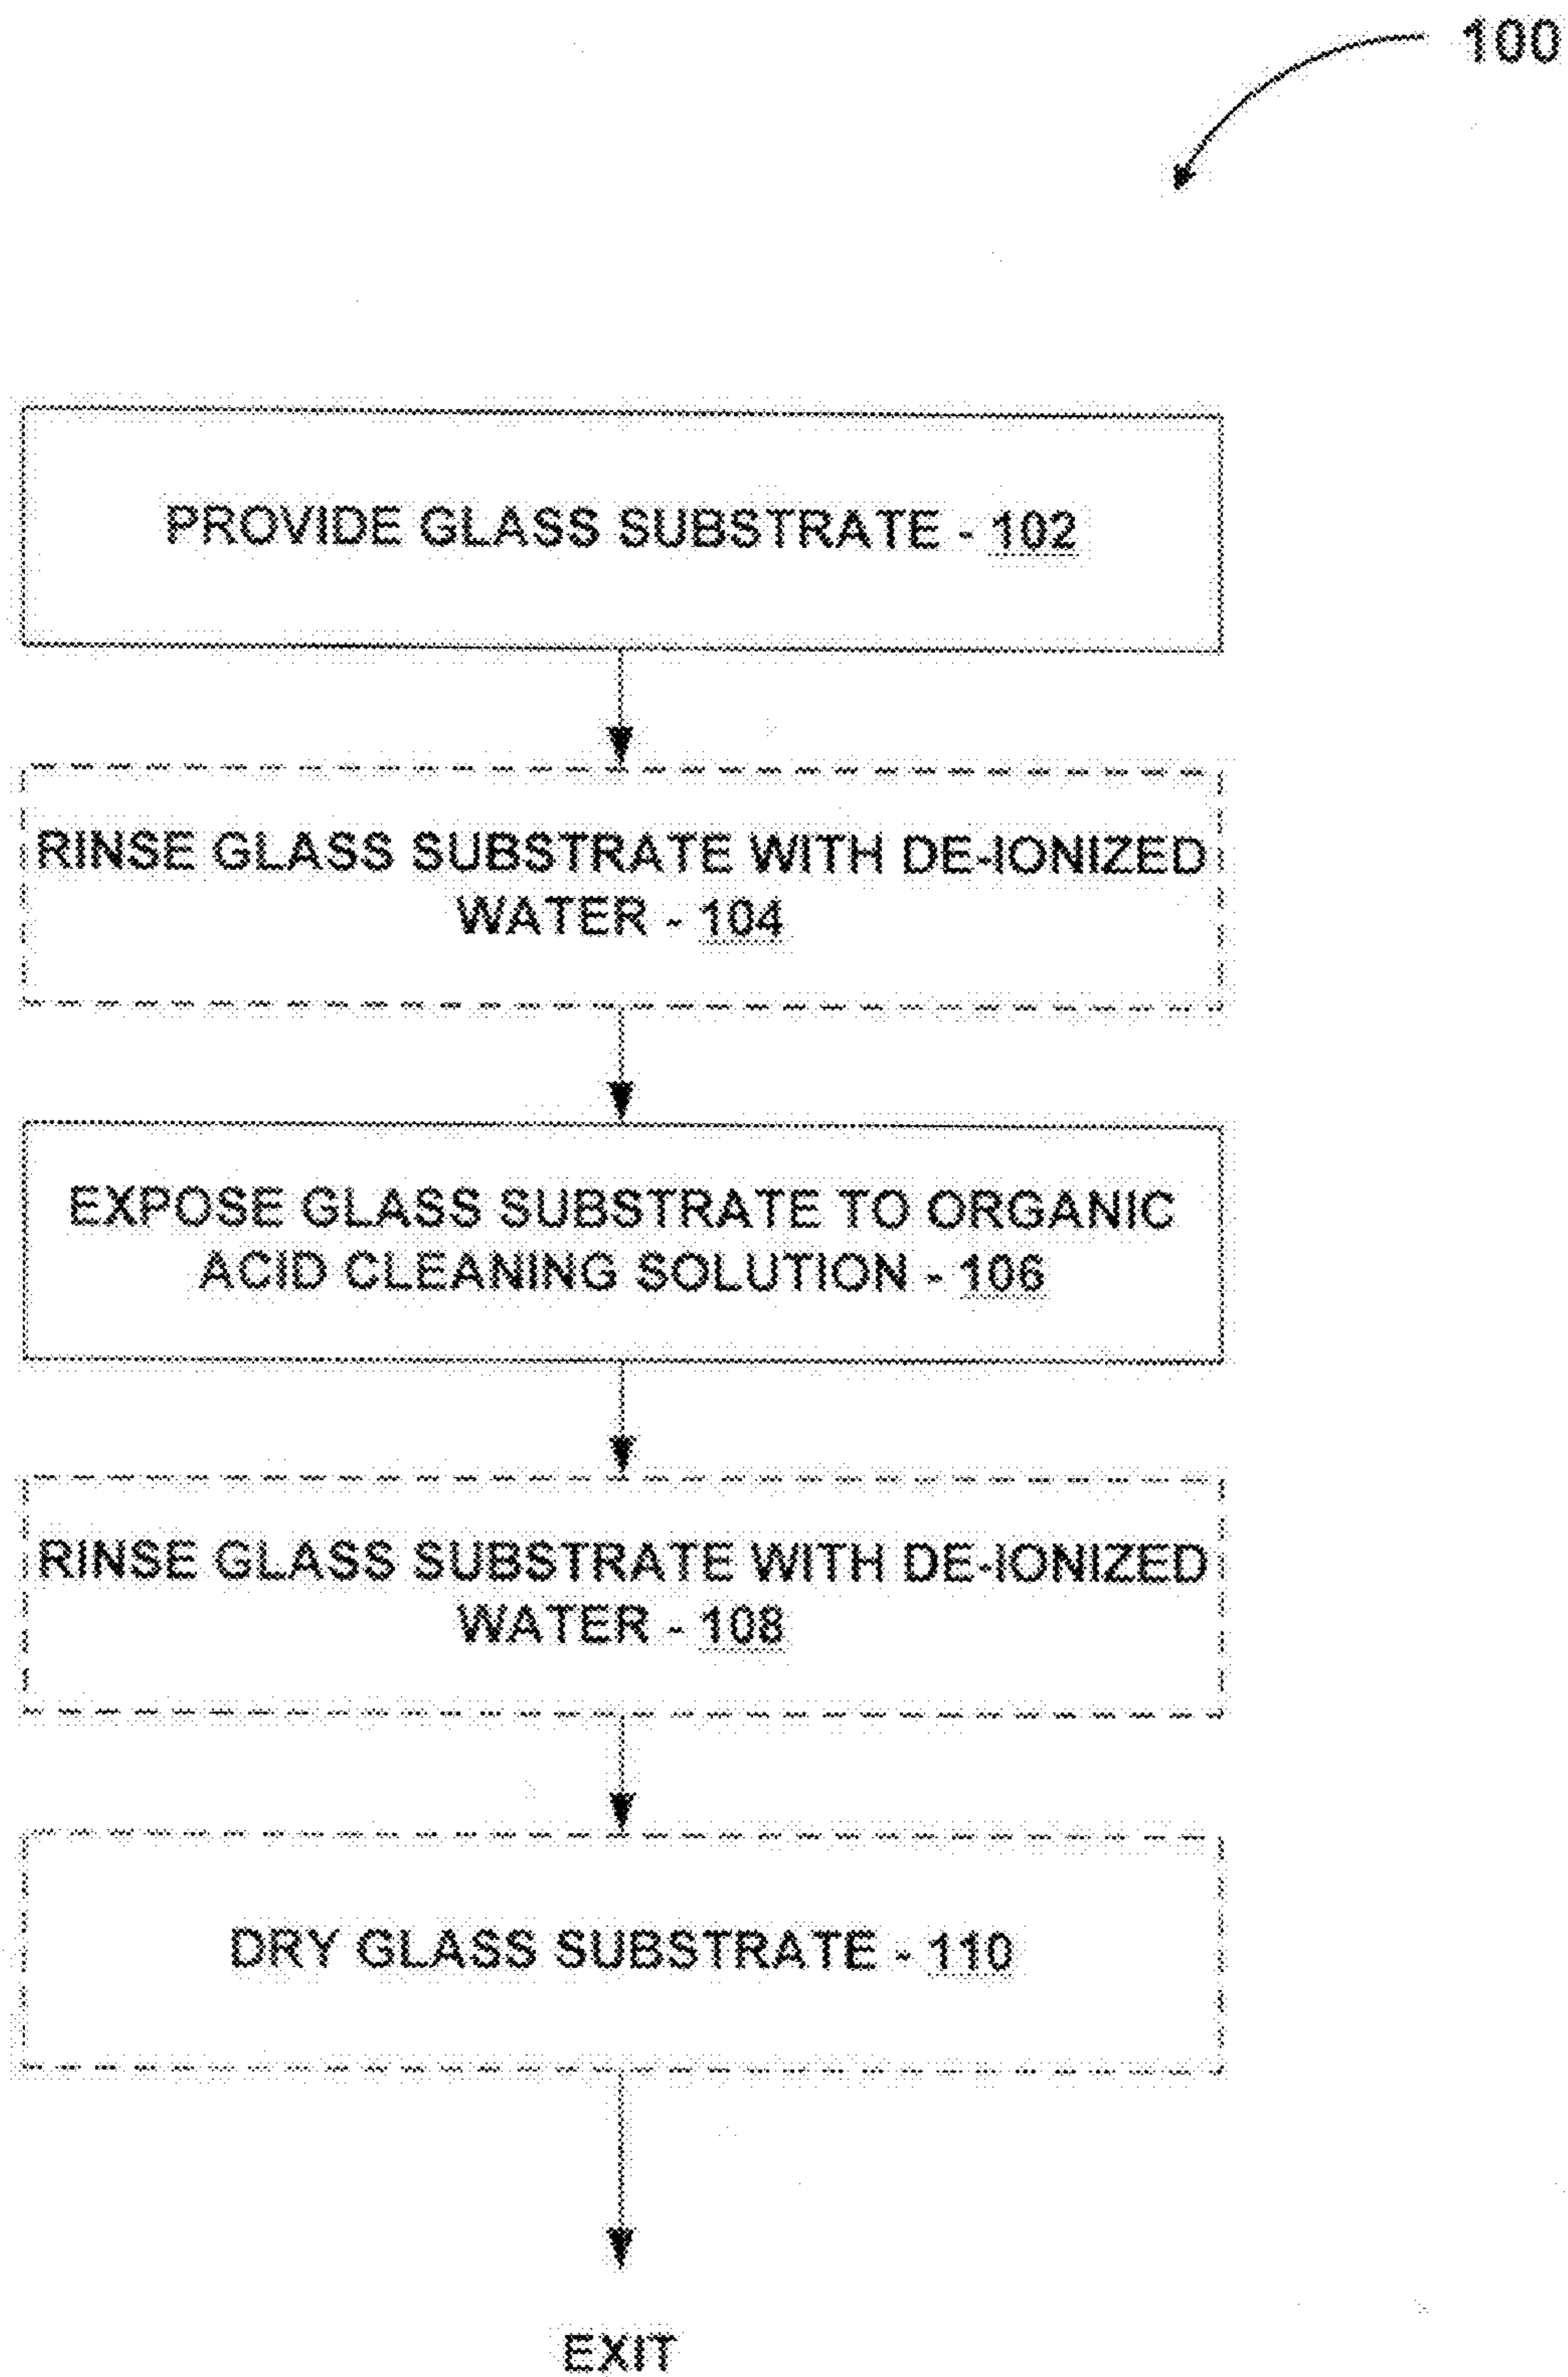 100
PROVIDE GLASS SUBSTRATE - 102
RINSE GLASS SUBSTRATE WITH DE-IONIZED
WATER - 104
EXPOSE GLASS SUBSTRATE TO ORGANIC
ACID CLEANING SOLUTION - 106
RINSE GLASS SUBSTRATE WITH DE-IONIZED
WATER - 108
DRY GLASS SUBSTRATE - 110
EXIT